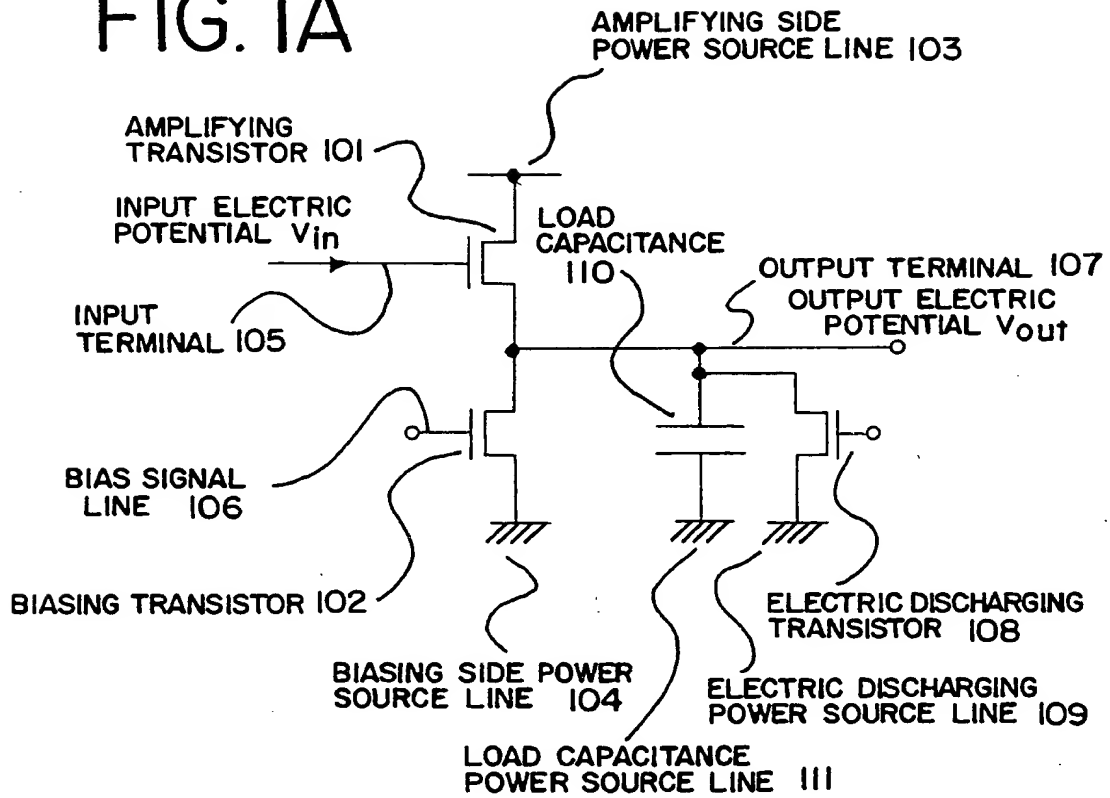 FIG. 1A
AMPLIFYING SIDE
POWER SOURCE LINE 103
AMPLIFYING
TRANSISTOR 101
INPUT ELECTRIC
POTENTIAL Vin
LOAD
CAPACITANCE
110
OUTPUT TERMINAL 107
OUTPUT ELECTRIC
POTENTIAL Vout
INPUT
TERMINAL 105
BIAS SIGNAL
LINE 106
BIASING TRANSISTOR 102
ELECTRIC DISCHARGING
TRANSISTOR 108
BIASING SIDE POWER
SOURCE LINE 104
ELECTRIC DISCHARGING
POWER SOURCE LINE 109
LOAD CAPACITANCE
POWER SOURCE LINE 111